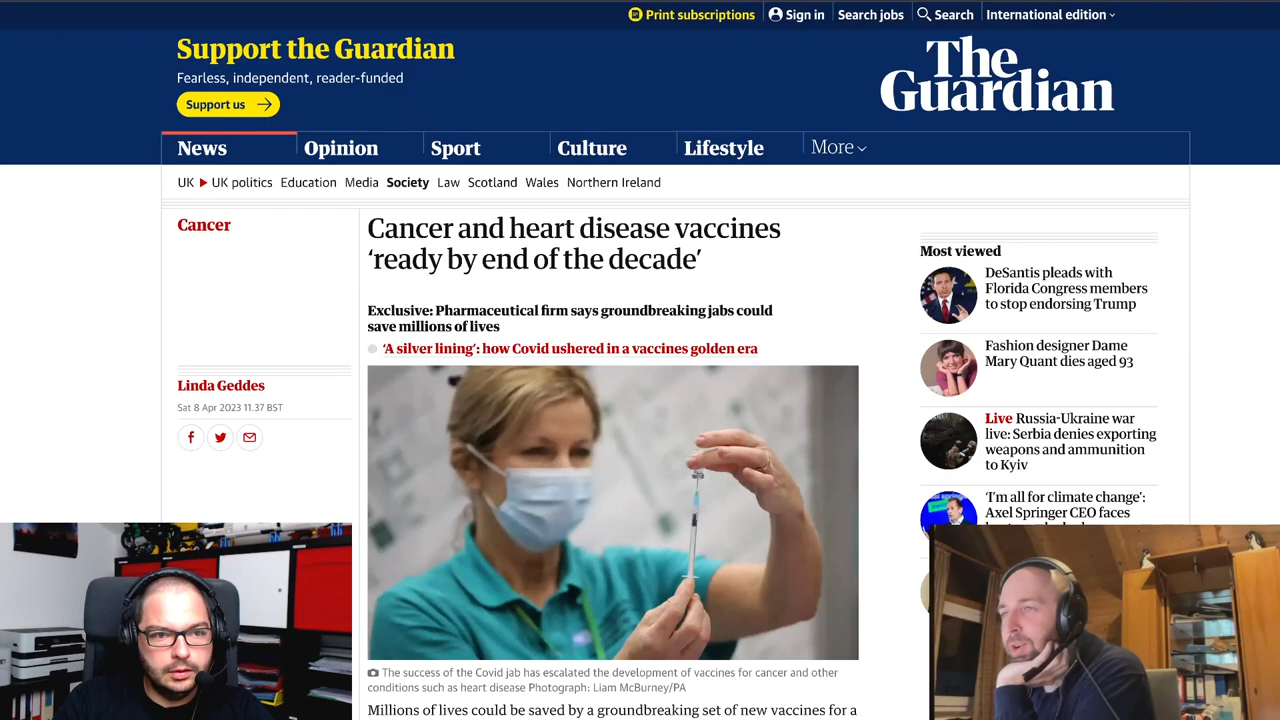 Print subscriptions
Sign in
Search jobs
Search
International edition
Support the Guardian
Fearless, independent, reader-funded
Support us
The
Guardian
News
Opinion
Sport
Culture
Lifestyle
More
UK
UK politics
Education
Media
Society
Law
Scotland
Wales
Northern Ireland
Cancer
Cancer and heart disease vaccines
‘ready by end of the decade’
Exclusive: Pharmaceutical firm says groundbreaking jabs could
save millions of lives
‘A silver lining’: how Covid ushered in a vaccines golden era
Linda Geddes
Sat 8 Apr 2023 11.37 BST
The success of the Covid jab has escalated the development of vaccines for cancer and other
conditions such as heart disease Photograph: Liam McBurney/PA
Millions of lives could be saved by a groundbreaking set of new vaccines for a
Most viewed
DeSantis pleads with
Florida Congress members
to stop endorsing Trump
Fashion designer Dame
Mary Quant dies aged 93
Live Russia-Ukraine war
live: Serbia denies exporting
weapons and ammunition
to Kyiv
‘I’m all for climate change’:
Axel Springer CEO faces